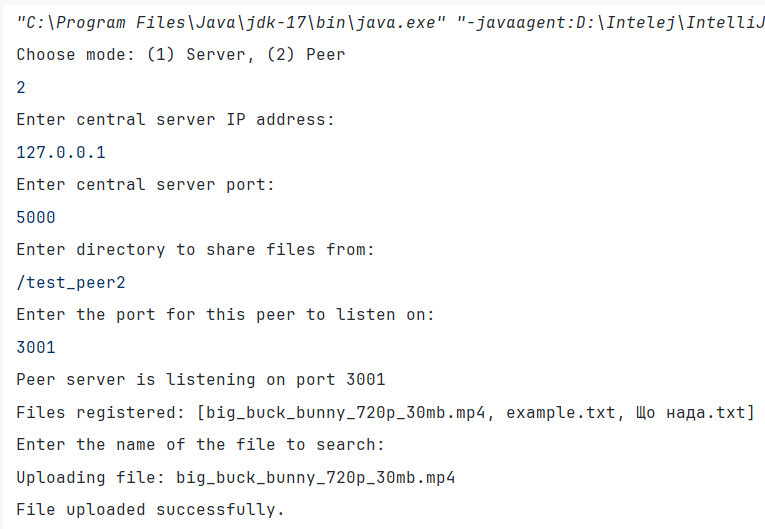 "C:\Program Files\Java\jdk-17\bin\java.exe" "-javaagent:D:\Intelej\IntelliJ
Choose mode: (1) Server, (2) Peer
2
Enter central server IP address:
127.0.0.1
Enter central server port:
5000
Enter directory to share files from:
/test_peer2
Enter the port for this peer to listen on:
3001
Peer server is listening on port 3001
Files registered: [big_buck_bunny_720p_30mb.mp4, example.txt, Що нада.txt]
Enter the name of the file to search:
Uploading file: big_buck_bunny_720p_30mb.mp4
File uploaded successfully.